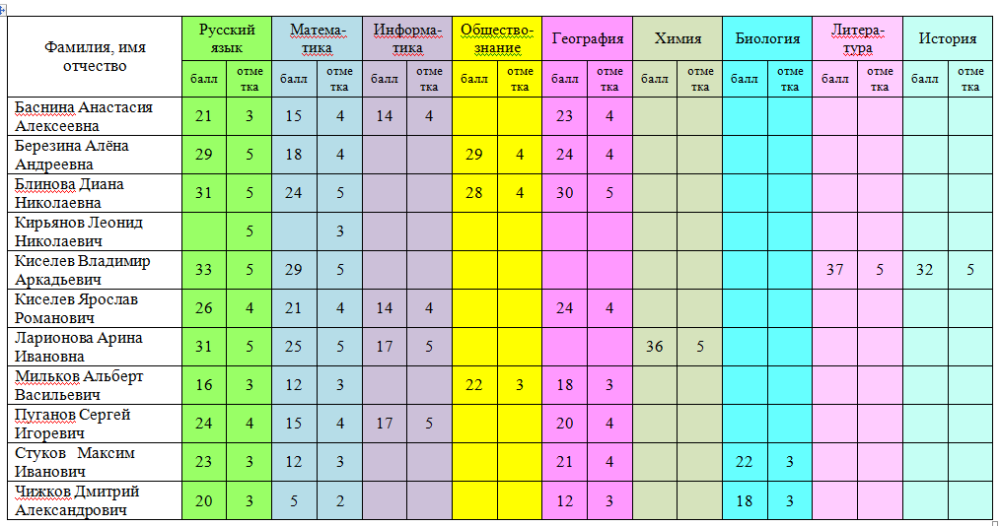 Фамилия, имя отчество Русский язык Матема-тика Информа-тика Общество-знание География Химия Биология Литера-тура История
балл отме тка балл отме тка балл отме тка балл отме тка балл отме тка балл отме тка балл отме тка балл отме тка балл отме тка
Баснина Анастасия
Алексеевна 21 3 15 4 14 4 23 4
Березина Алёна
Андреевна 29 5 18 4 29 4 24 4
Блинова Диана
Николаевна 31 5 24 5 28 4 30 5
Кирьянов Леонид
Николаевич 5 3
Киселев Владимир
Аркадьевич 33 5 29 5 37 5 32 5
Киселев Ярослав
Романович 26 4 21 4 14 4 24 4
Ларионова Арина
Ивановна 31 5 25 5 17 5 36 5
Мильков Альберт
Васильевич 16 3 12 3 22 3 18 3
Пуганов Сергей
Игоревич 24 4 15 4 17 5 20 4
Стуков Максим
Иванович 23 3 12 3 21 4 22 3
Чижков Дмитрий
Александрович 20 3 5 2 12 3 18 3